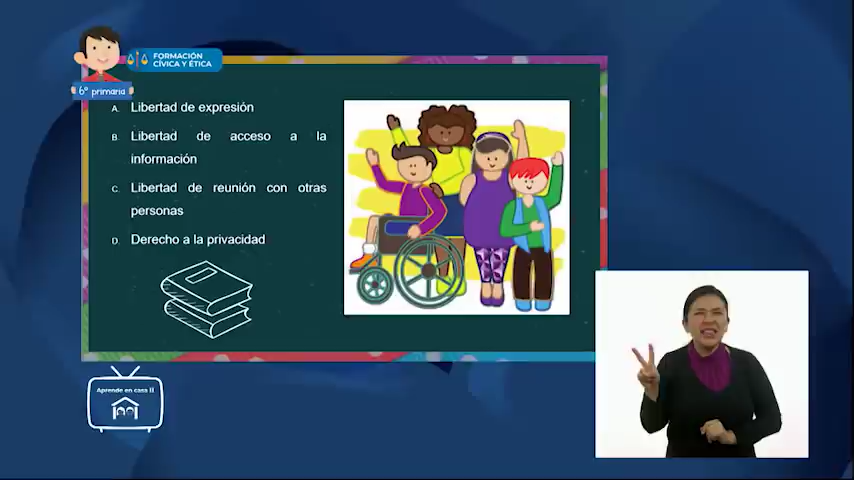 FORMACIÓN
CÍVICA Y ÉTICA
6° primaria
A. Libertad de expresión
B. Libertad de acceso a la
información
C. Libertad de reunión con otras
personas
D. Derecho a la privacidad
Aprende en casa II